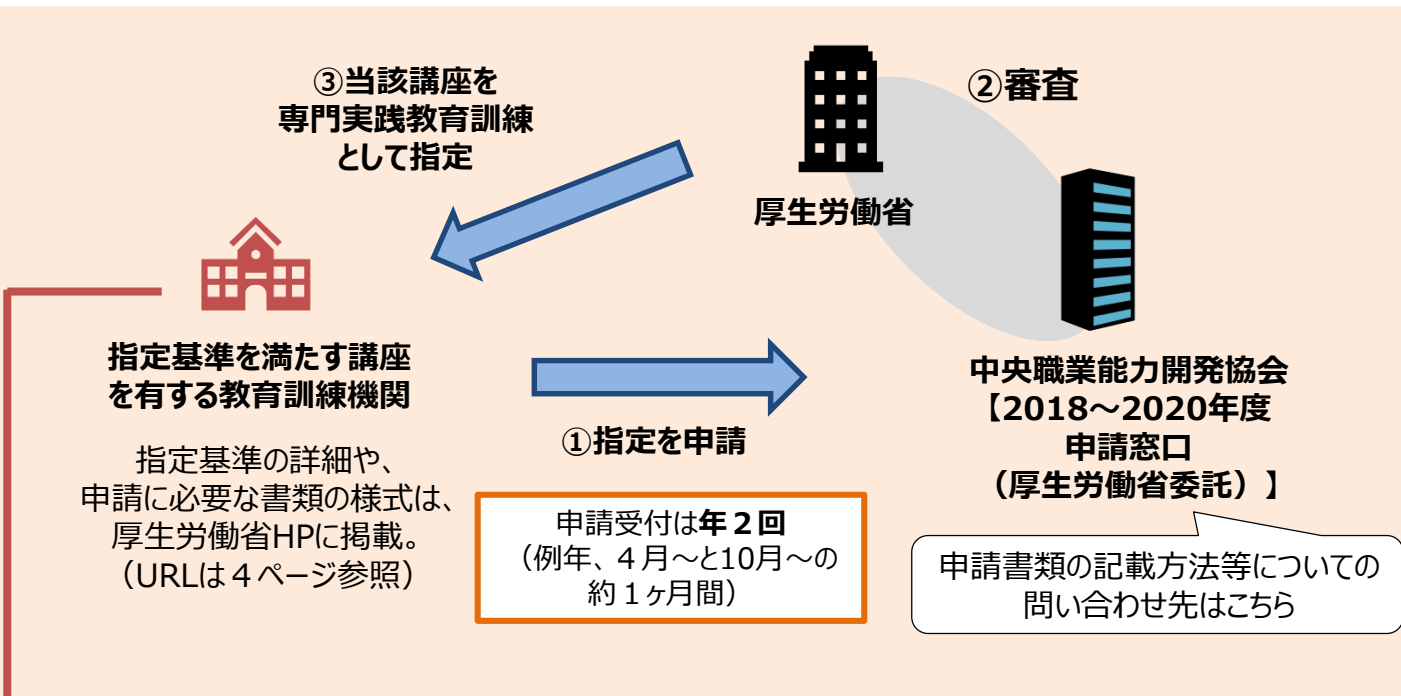 ③当該講座を
専門実践教育訓練
として指定
②審査
厚生労働省
指定基準を満たす講座
を有する教育訓練機関
指定基準の詳細や、
申請に必要な書類の様式は、
厚生労働省HPに掲載。
（URLは４ページ参照）
①指定を申請
申請受付は年２回
（例年、４月～と10月～の
約１ヶ月間）
中央職業能力開発協会
【2018～2020年度
申請窓口
（厚生労働省委託）】
申請書類の記載方法等についての
問い合わせ先はこちら